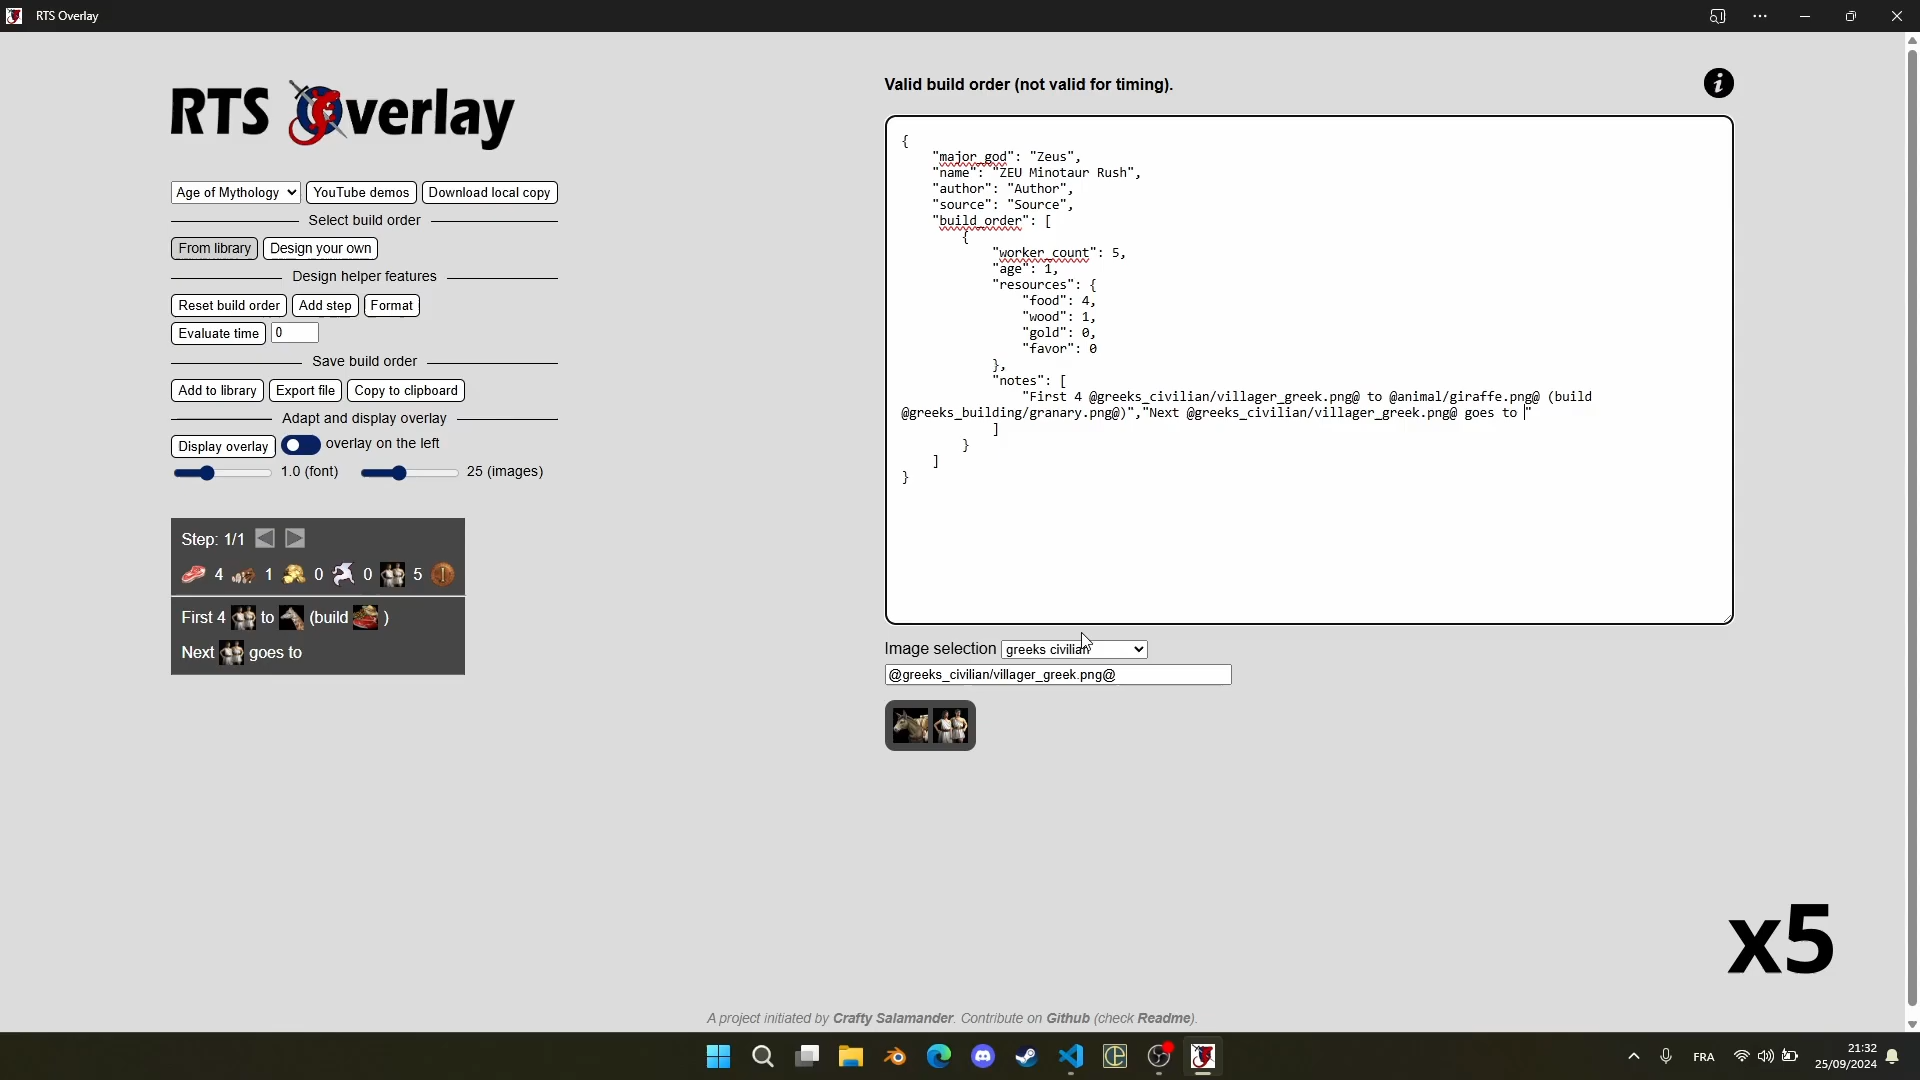 RTS Overlay
RTS Overlay
Age of Mythology
YouTube demos
Download local copy
Select build order
From library
Design your own
Design helper features
Reset build order
Add step
Format
Evaluate time
0
Save build order
Add to library
Export file
Copy to clipboard
Adapt and display overlay
Display overlay
overlay on the left
1.0 (font)
25 (images)
Step: 1/1
4 1 0 0 5 I
First 4 to (build )
Next goes to
Valid build order (not valid for timing).
i
{
"major_god": "Zeus",
"name": "ZEU Minotaur Rush",
"author": "Author",
"source": "Source",
"build_order": [
{
"worker_count": 5,
"age": 1,
"resources": {
"food": 4,
"wood": 1,
"gold": 0,
"favor": 0
},
"notes": [
"First 4 @greeks_civilian/villager_greek.png@ to @animal/giraffe.png@ (build
@greeks_building/granary.png@)","Next @greeks_civilian/villager_greek.png@ goes to "
]
}
]
}
Image selection
greeks civilian
@greeks_civilian/villager_greek.png@
x5
A project initiated by Crafty Salamander. Contribute on Github (check Readme).
FRA
21:32
25/09/2024